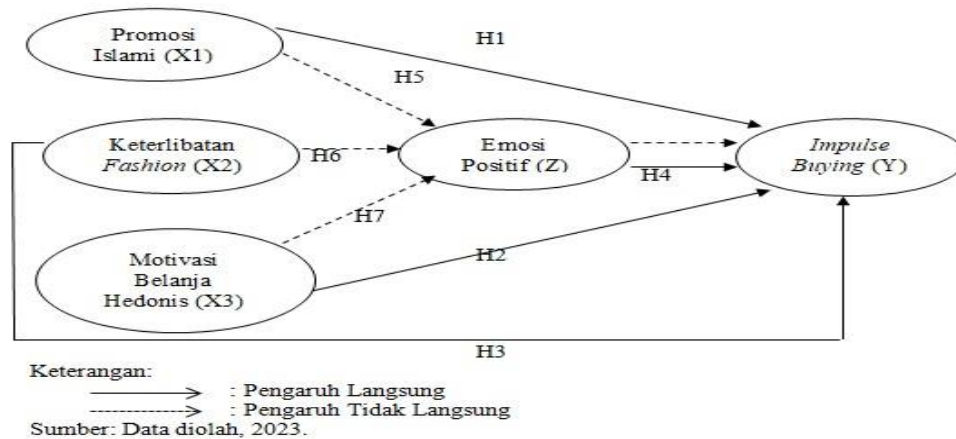 Promosi
Islami (X1)
H1
H5
Keterlibatan
Fashion (X2)
H6
Emosi
Positif (Z)
H4
Impulse
Buying (Y)
H7
Motivasi
Belanja
Hedonis (X3)
H2
H3
Keterangan:
: Pengaruh Langsung
: Pengaruh Tidak Langsung
Sumber: Data diolah, 2023.